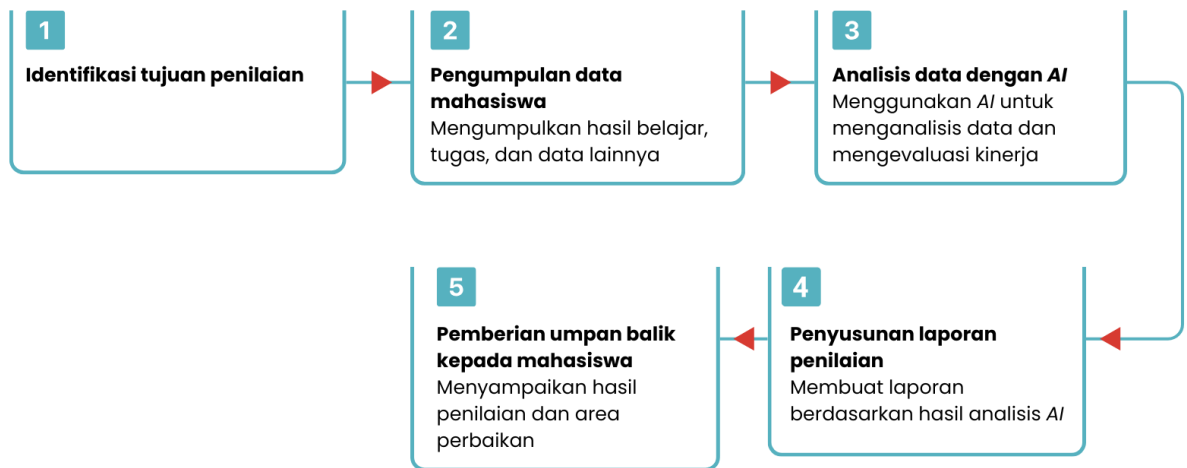 1
Identifikasi tujuan penilaian
2
Pengumpulan data
mahasiswa
Mengumpulkan hasil belajar,
tugas, dan data lainnya
3
Analisis data dengan AI
Menggunakan AI untuk
menganalisis data dan
mengevaluasi kinerja
4
Penyusunan laporan
penilaian
Membuat laporan
berdasarkan hasil analisis AI
5
Pemberian umpan balik
kepada mahasiswa
Menyampaikan hasil
penilaian dan area
perbaikan